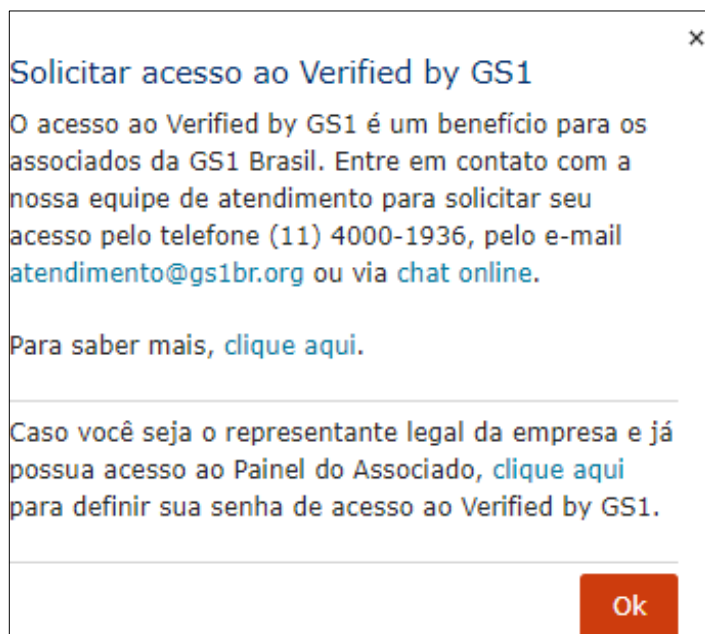 ×
Solicitar acesso ao Verified by GS1
O acesso ao Verified by GS1 é um benefício para os
associados da GS1 Brasil. Entre em contato com a
nossa equipe de atendimento para solicitar seu
acesso pelo telefone (11) 4000-1936, pelo e-mail
atendimento@gs1br.org ou via chat online.
Para saber mais, clique aqui.
Caso você seja o representante legal da empresa e já
possua acesso ao Painel do Associado, clique aqui
para definir sua senha de acesso ao Verified by GS1.
Ok